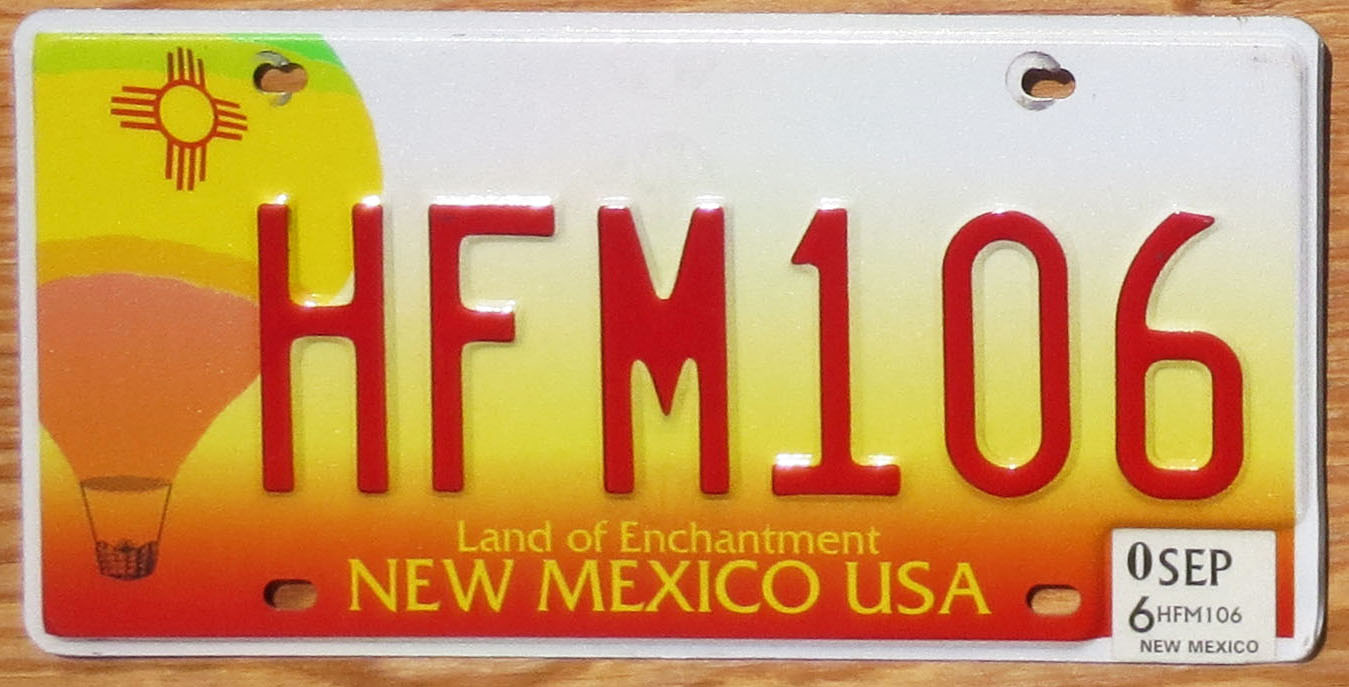 HFM106
Land of Enchantment
NEW MEXICO USA
0 SEP
6 HFM106
NEW MEXICO